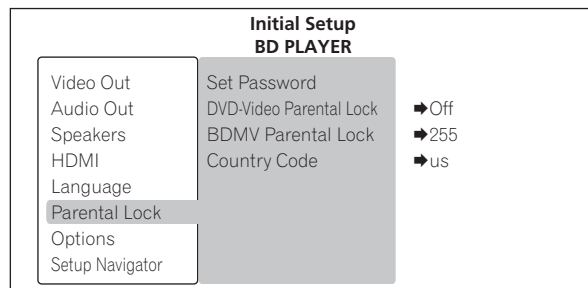 Initial Setup
BD PLAYER
Video Out
Audio Out
Speakers
HDMI
Language
Parental Lock
Options
Setup Navigator
Set Password
DVD-Video Parental Lock ➡Off
BDMV Parental Lock ➡255
Country Code ➡us